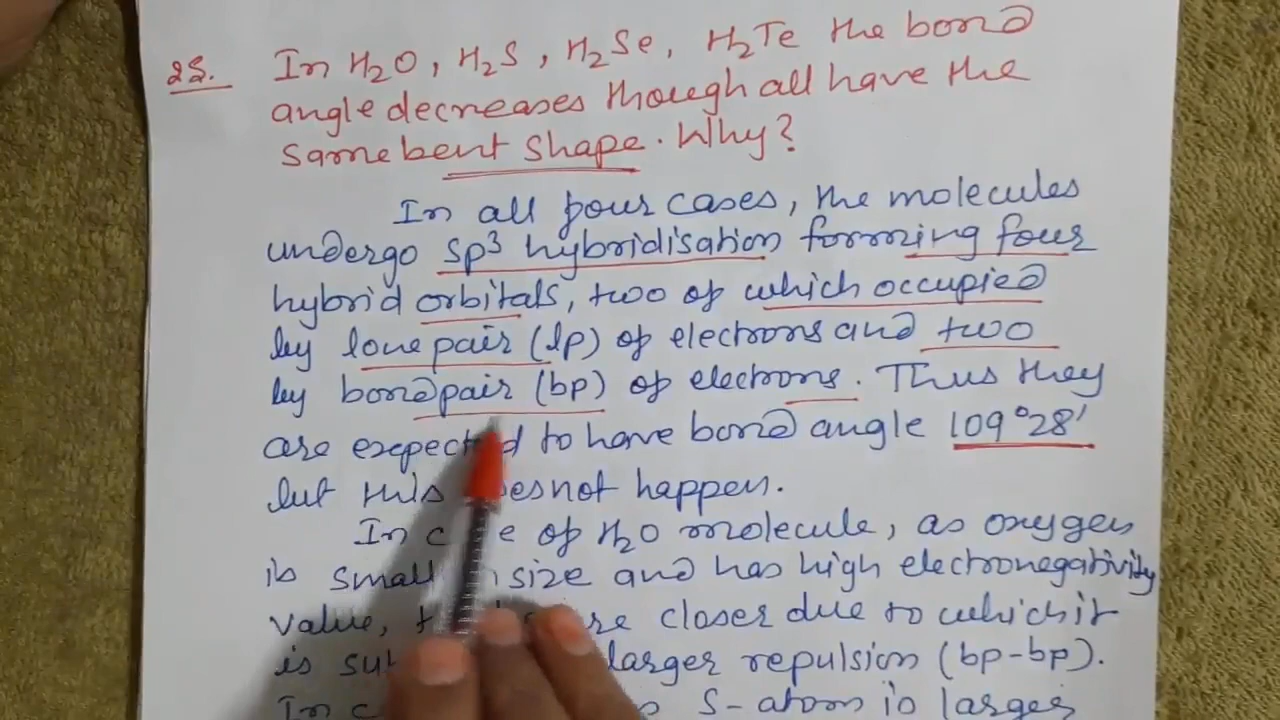 25. In H₂O, H₂S, H₂Se, H₂Te the bond
angle decreases though all have the
same bent shape. Why?
In all four cases, the molecules
undergo sp³ hybridisation forming four
hybrid orbitals, two of which occupied
by lone pair (lp) of electrons and two
by bond pair (bp) of electrons. Thus they
are expected to have bond angle 109°28'
but this does not happen.
In case of H₂O molecule, as oxygen
is small in size and has high electronegativity
value, are closer due to which it
is larger repulsion (bp-bp).
In S-atom is larger